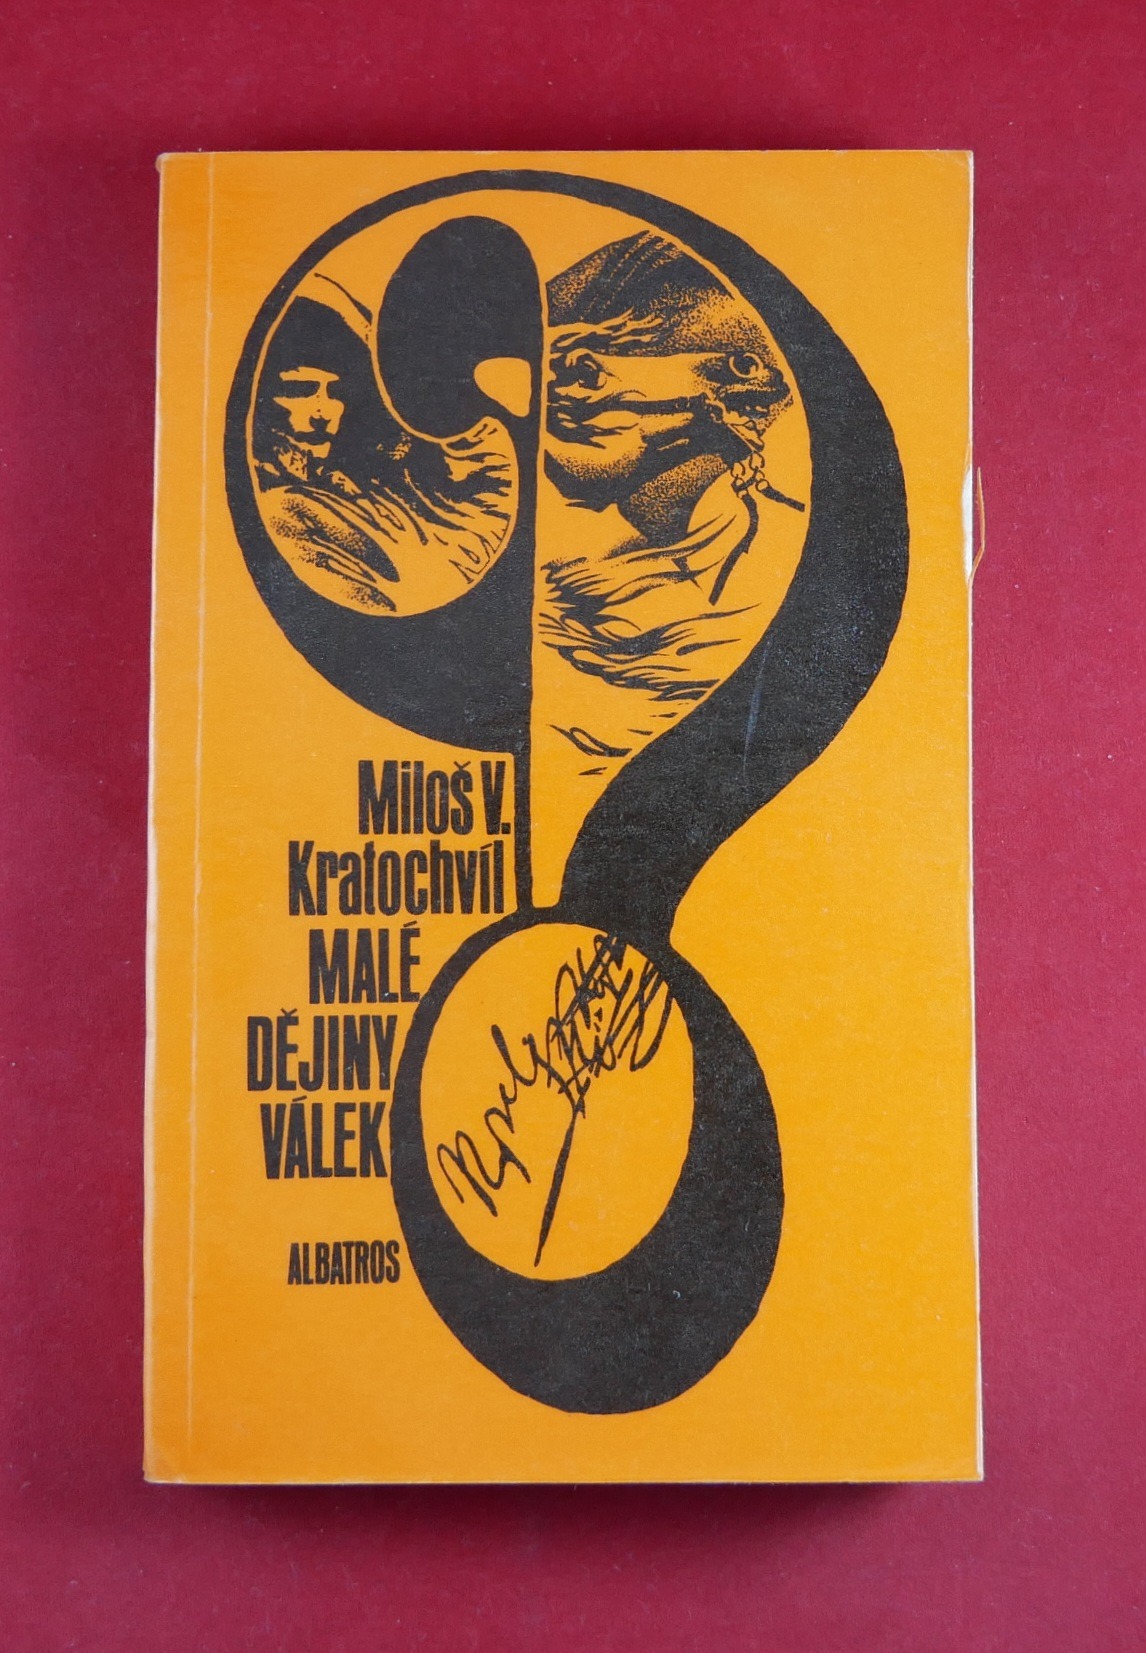 Miloš V.
Kratochvíl
MALÉ
DĚJINY
VÁLEK
ALBATROS